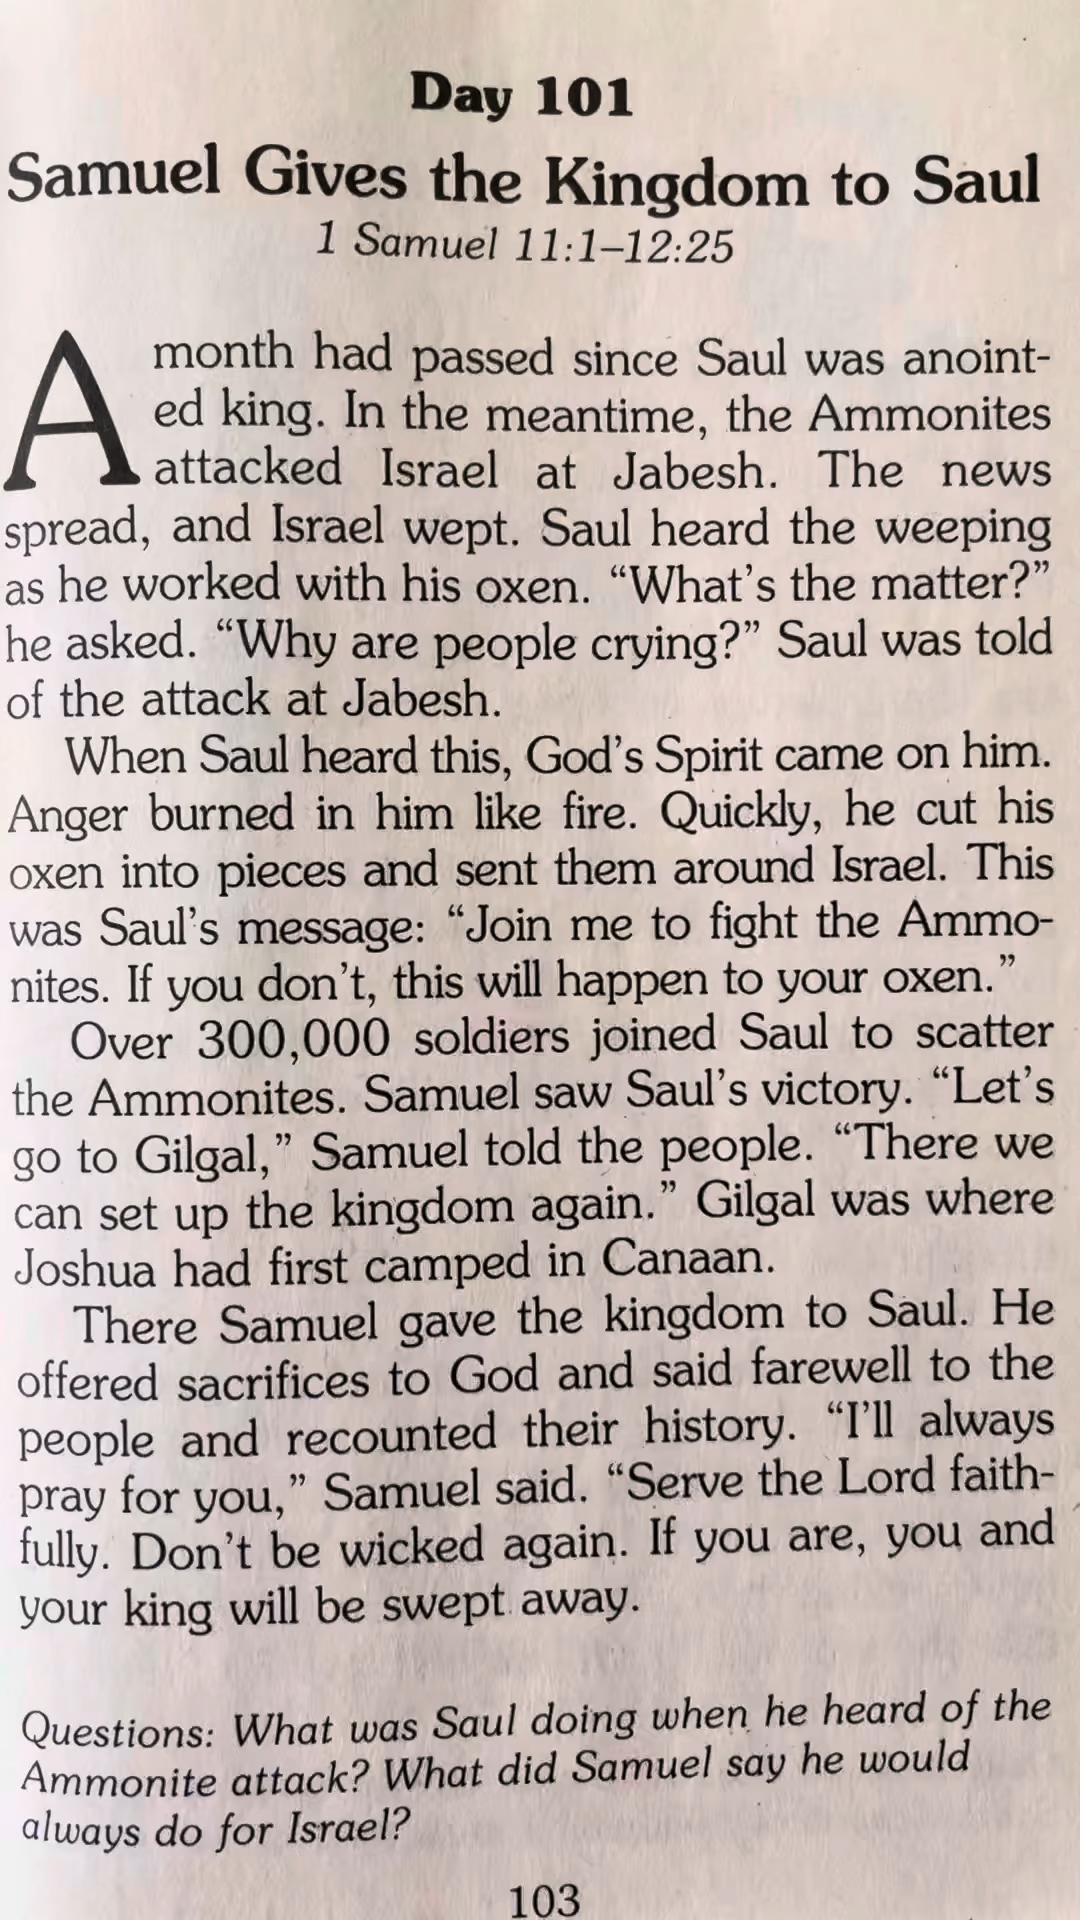 Day 101
Samuel Gives the Kingdom to Saul
1 Samuel 11:1–12:25
A month had passed since Saul was anoint-
ed king. In the meantime, the Ammonites
attacked Israel at Jabesh. The news
spread, and Israel wept. Saul heard the weeping
as he worked with his oxen. “What’s the matter?”
he asked. “Why are people crying?” Saul was told
of the attack at Jabesh.
When Saul heard this, God’s Spirit came on him.
Anger burned in him like fire. Quickly, he cut his
oxen into pieces and sent them around Israel. This
was Saul’s message: “Join me to fight the Ammo-
nites. If you don’t, this will happen to your oxen.”
Over 300,000 soldiers joined Saul to scatter
the Ammonites. Samuel saw Saul’s victory. “Let’s
go to Gilgal,” Samuel told the people. “There we
can set up the kingdom again.” Gilgal was where
Joshua had first camped in Canaan.
There Samuel gave the kingdom to Saul. He
offered sacrifices to God and said farewell to the
people and recounted their history. “I’ll always
pray for you,” Samuel said. “Serve the Lord faith-
fully. Don’t be wicked again. If you are, you and
your king will be swept away.
Questions: What was Saul doing when he heard of the
Ammonite attack? What did Samuel say he would
always do for Israel?
103